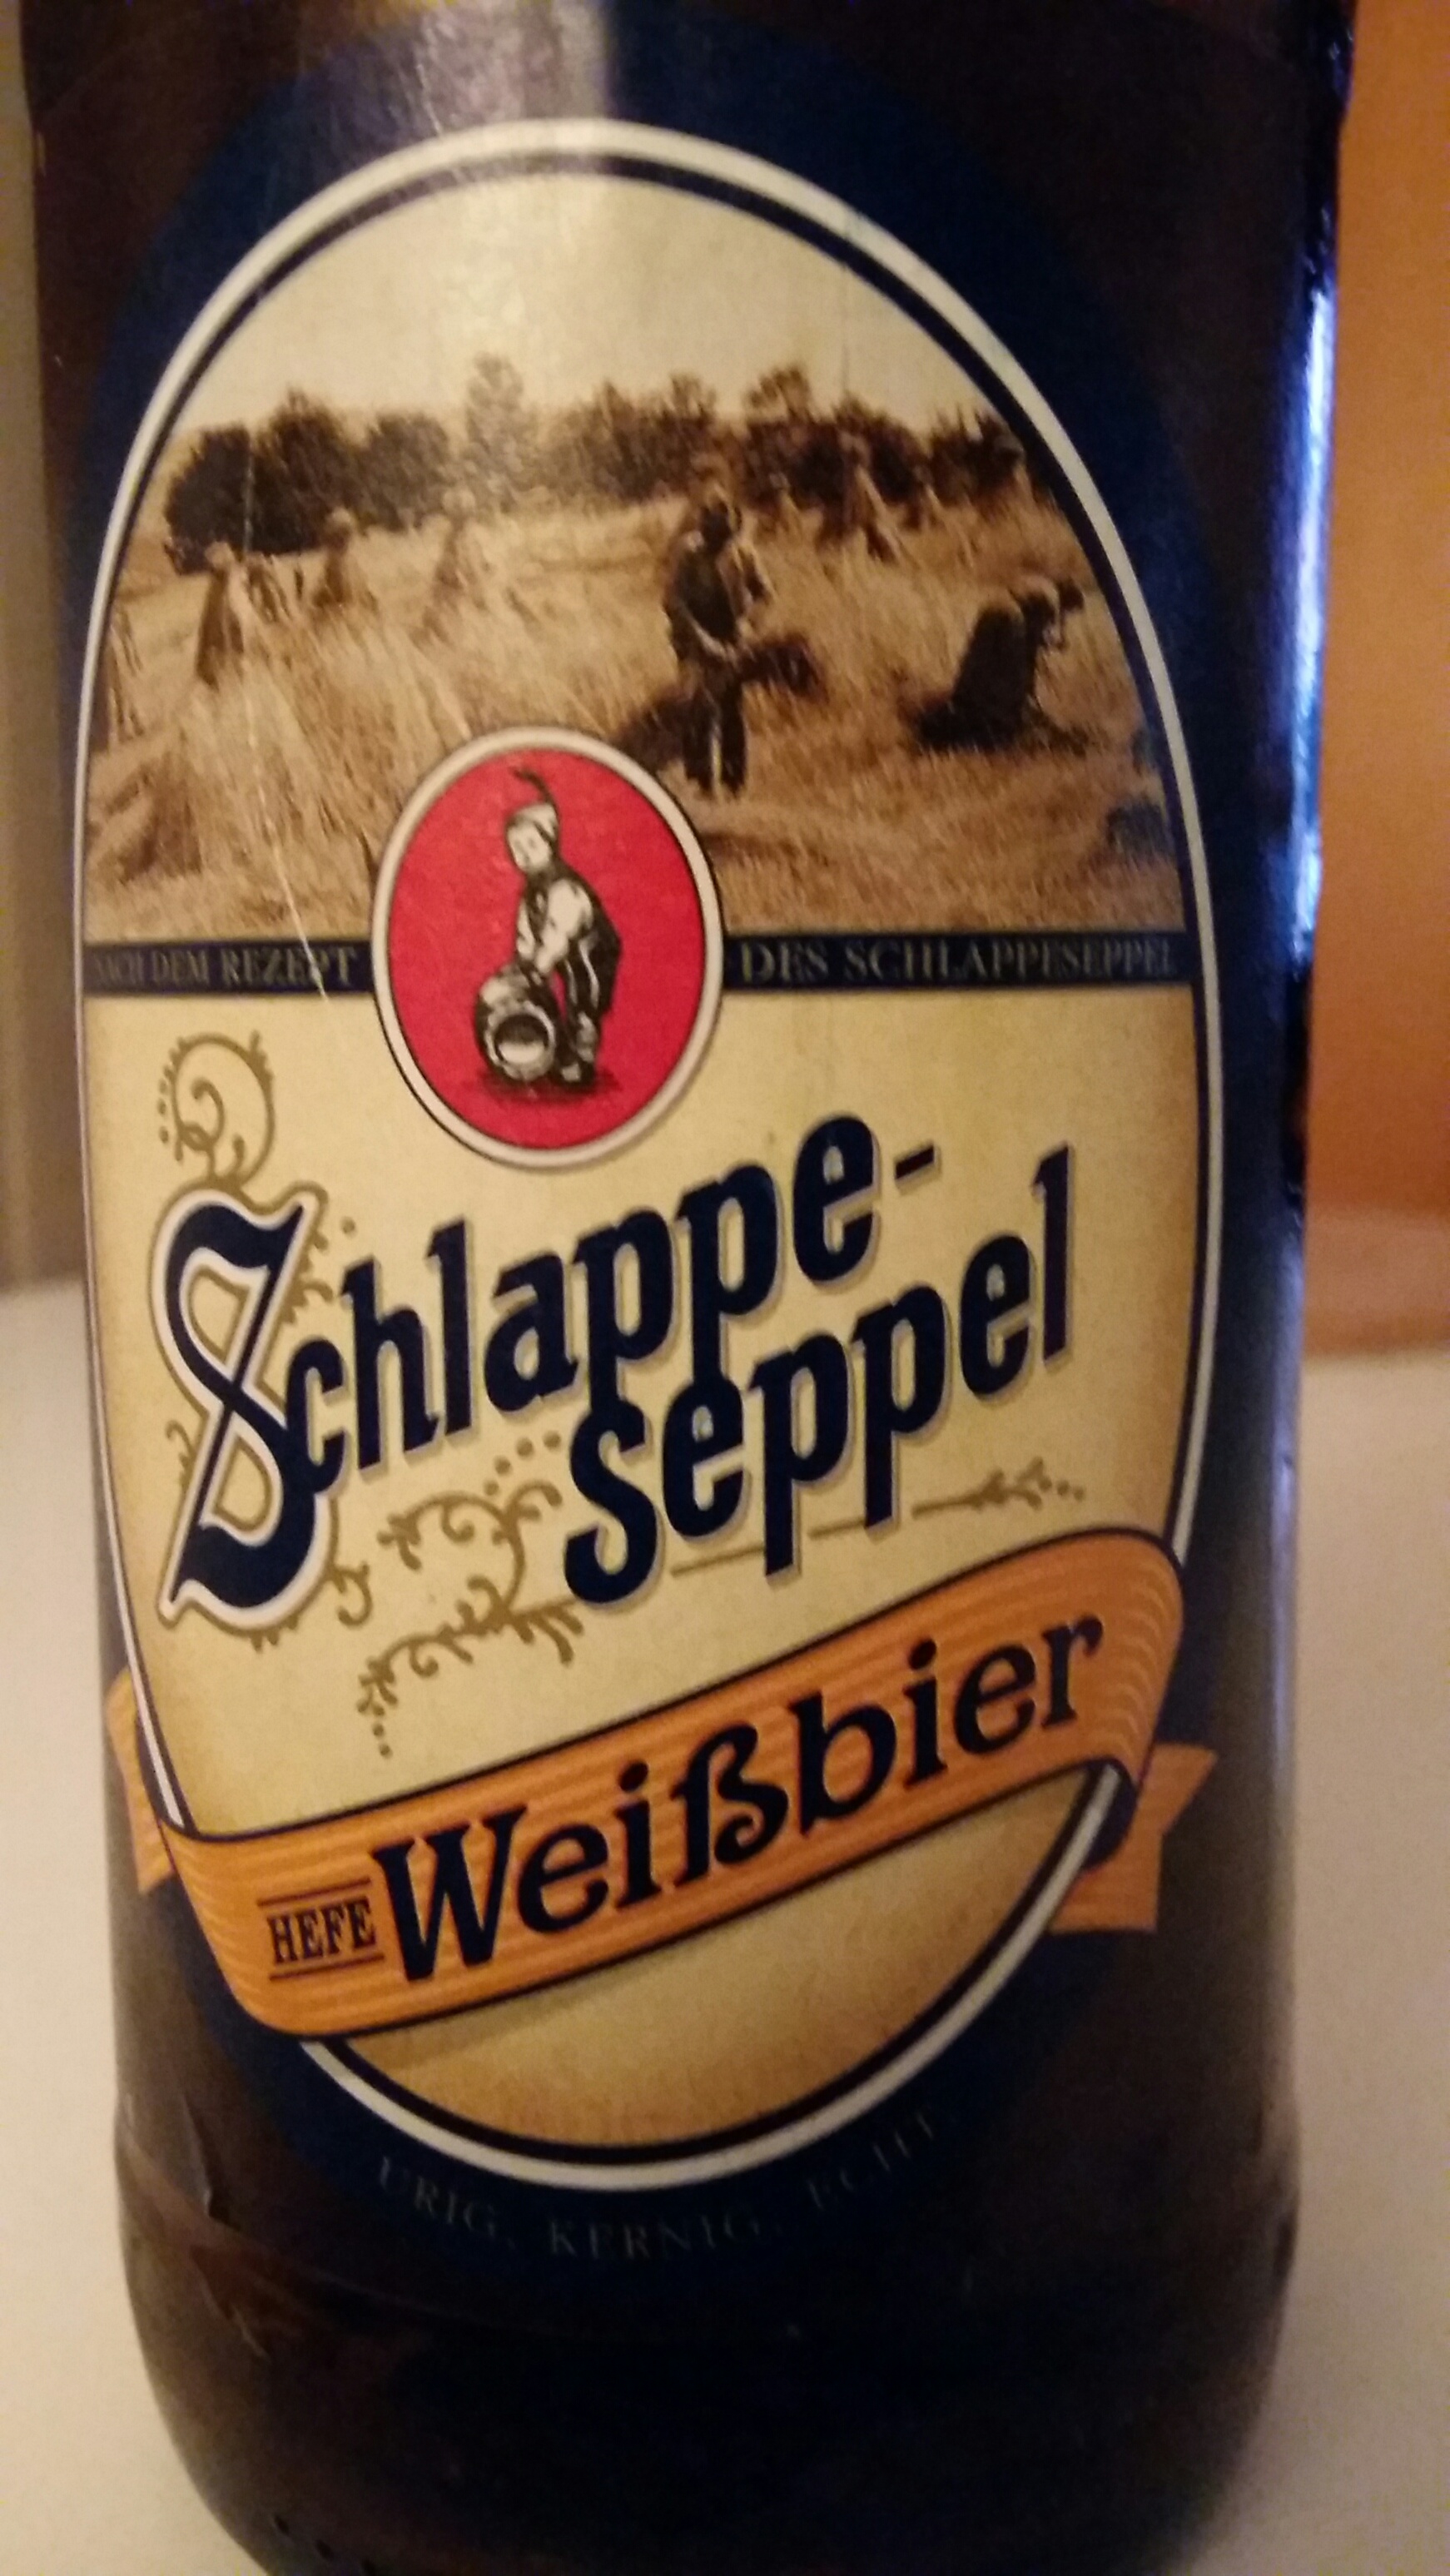 NACH DEM REZEPT DES SCHLAPPESEPPEL
Schlappe-
seppel
HEFE Weißbier
URIG, KERNIG, ECHT.